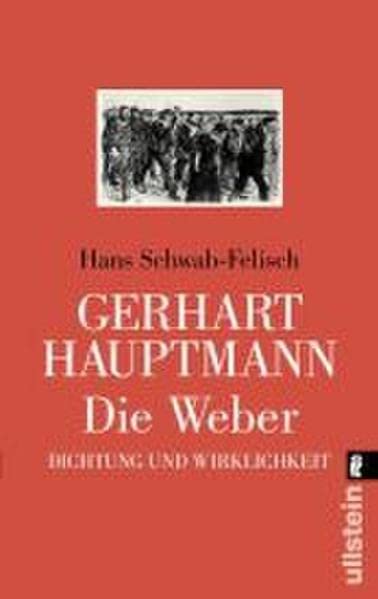 Hans Schwab-Felisch
GERHART
HAUPTMANN
Die Weber
DICHTUNG UND WIRKLICHKEIT
ullstein